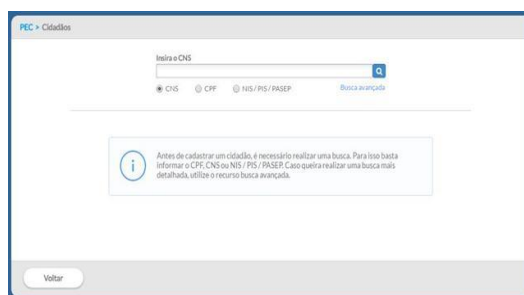 PEC > Cidadãos
Insira o CNS
CNS CPF NIS / PIS / PASEP Busca avançada
Antes de cadastrar um cidadão, é necessário realizar uma busca. Para isso basta
informar o CPF, CNS ou NIS / PIS / PASEP. Caso queira realizar uma busca mais
detalhada, utilize o recurso busca avançada.
Voltar